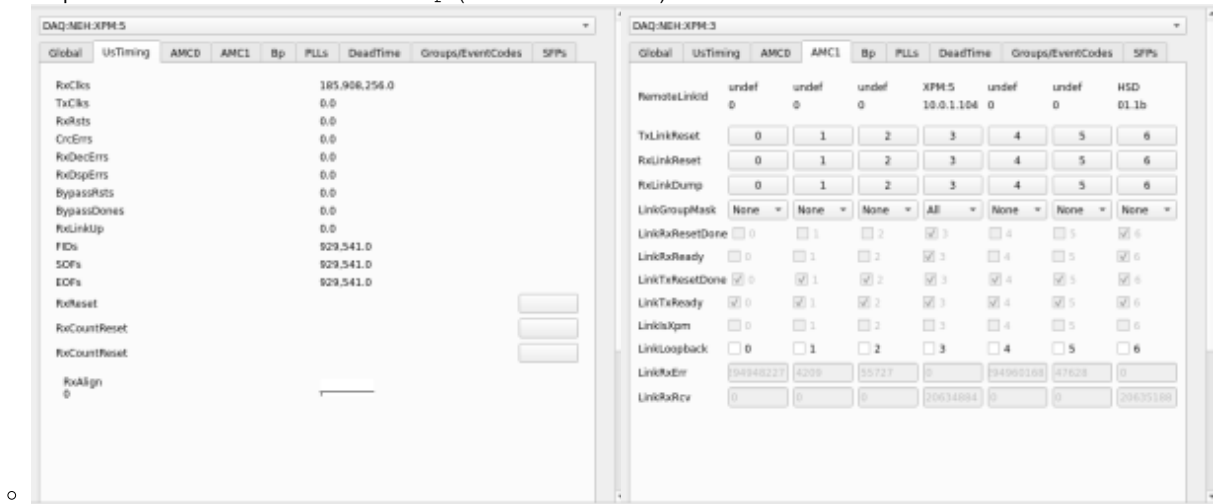 DAQ:NEH:XPM:5
Global UsTiming AMC0 AMC1 Bp PLLs DeadTime Groups/EventCodes SFPs
RxClks 185,908,256.0
TxClks 0.0
RxRsts 0.0
CrcErrs 0.0
RxDecErrs 0.0
RxDspErrs 0.0
BypassRsts 0.0
BypassDones 0.0
RxLinkUp 0.0
FIDs 929,541.0
SOFs 929,541.0
EOFs 929,541.0
RxReset
RxCountReset
RxCountReset
RxAlign
0
DAQ:NEH:XPM:3
Global UsTiming AMC0 AMC1 Bp PLLs DeadTime Groups/EventCodes SFPs
RemoteLinkId
undef undef undef XPM:5 undef undef HSD
0 0 0 10.0.1.104 0 0 01.1b
TxLinkReset 0 1 2 3 4 5 6
RxLinkReset 0 1 2 3 4 5 6
RxLinkDump 0 1 2 3 4 5 6
LinkGroupMask None None None All None None None
LinkRxResetDone 0 1 2 3 4 5 6
LinkRxReady 0 1 2 3 4 5 6
LinkTxResetDone 0 1 2 3 4 5 6
LinkTxReady 0 1 2 3 4 5 6
LinkIsXpm 0 1 2 3 4 5 6
LinkLoopback 0 1 2 3 4 5 6
LinkRxErr 4209 55727 0 47628 0
LinkRxRcv 0 0 0 20634884 0 0 20635188